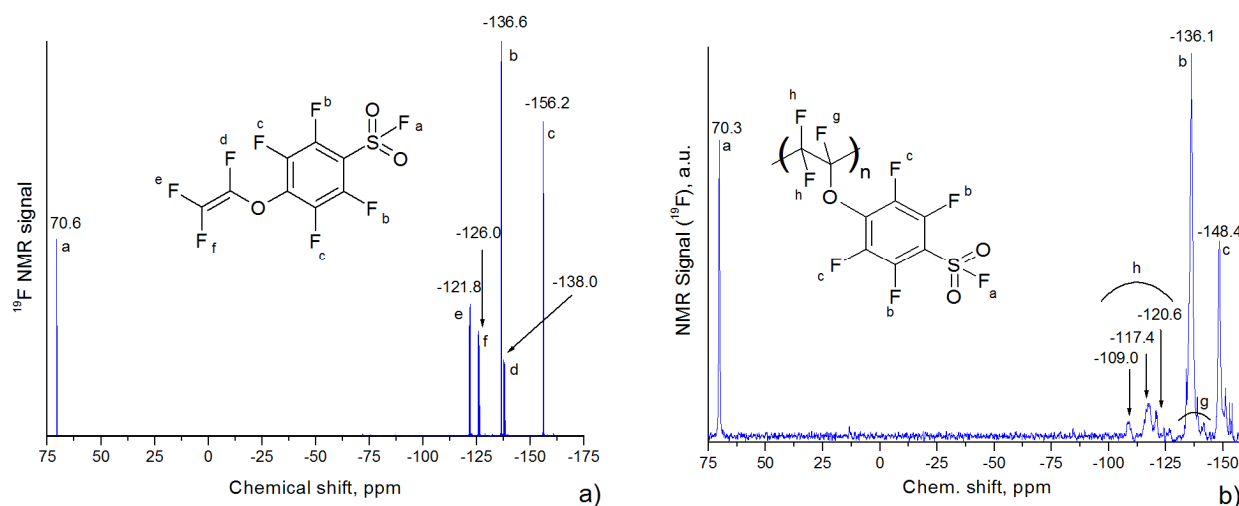 -136.6
b
-156.2
c
70.6
a
-126.0
-138.0
-121.8
e
f
d
F b
c F
O
S
F a
O
d
F
e F
O
F b
F f
F c
¹⁹F NMR signal
75 50 25 0 -25 -50 -75 -100 -125 -150 -175
Chemical shift, ppm
a)
-136.1
b
70.3
a
h
F
g
F
( ) n
F
h
O
F c
F b
c F
F b
S
O
O
F a
-148.4
c
h
-120.6
-117.4
-109.0
g
NMR Signal (¹⁹F), a.u.
75 50 25 0 -25 -50 -75 -100 -125 -150
Chem. shift, ppm
b)